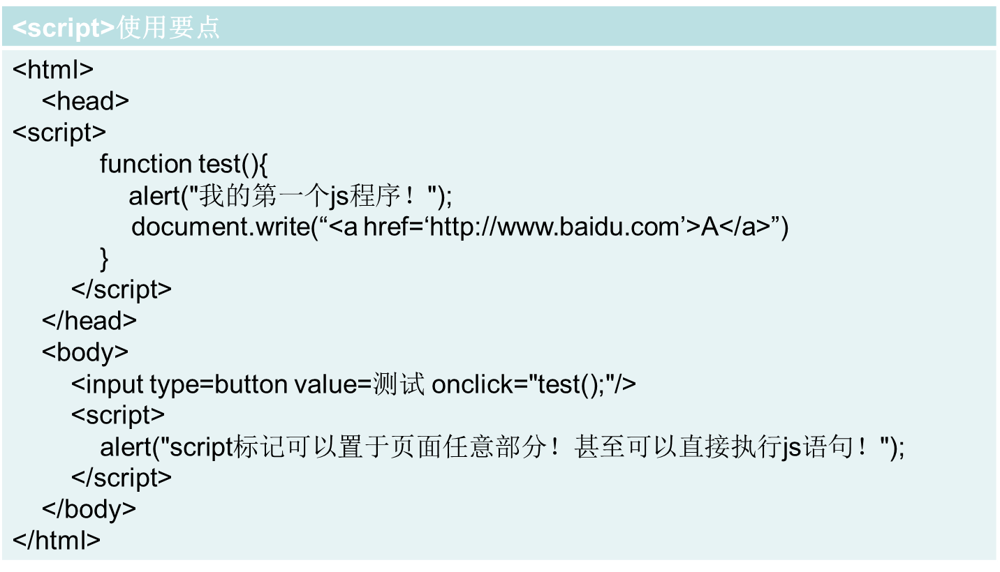 <script>使用要点
<html>
<head>
<script>
function test(){
alert("我的第一个js程序！");
document.write(“<a href=‘http://www.baidu.com’>A</a>”)
}
</script>
</head>
<body>
<input type=button value=测试 onclick="test();"/>
<script>
alert("script标记可以置于页面任意部分！甚至可以直接执行js语句！");
</script>
</body>
</html>